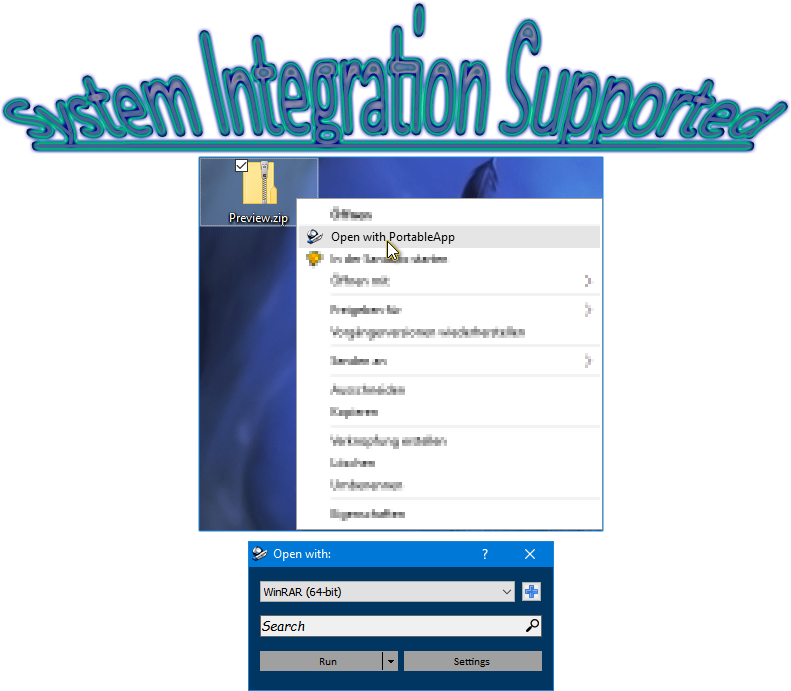 System Integration Supported
Preview.zip
Öffnen
Open with PortableApp
In der starten
Öffnen mit
Freigeben für
Vorgängerversionen wiederherstellen
Senden an
Ausschneiden
Kopieren
Verknüpfung erstellen
Löschen
Umbenennen
Eigenschaften
Open with:
WinRAR (64-bit)
Search
Run
Settings